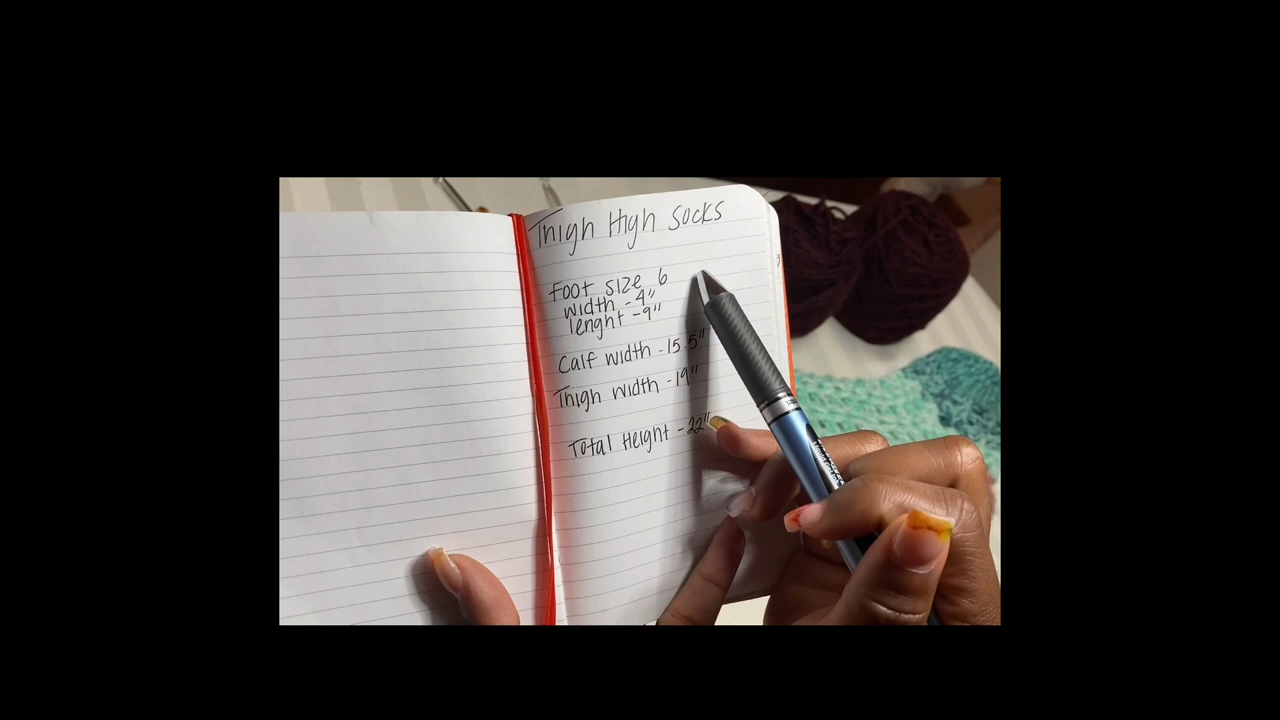 Thigh High Socks
Foot size 6
width - 4"
lenght - 9"
Calf width - 15.5"
Thigh width - 19"
Total Height - 22"